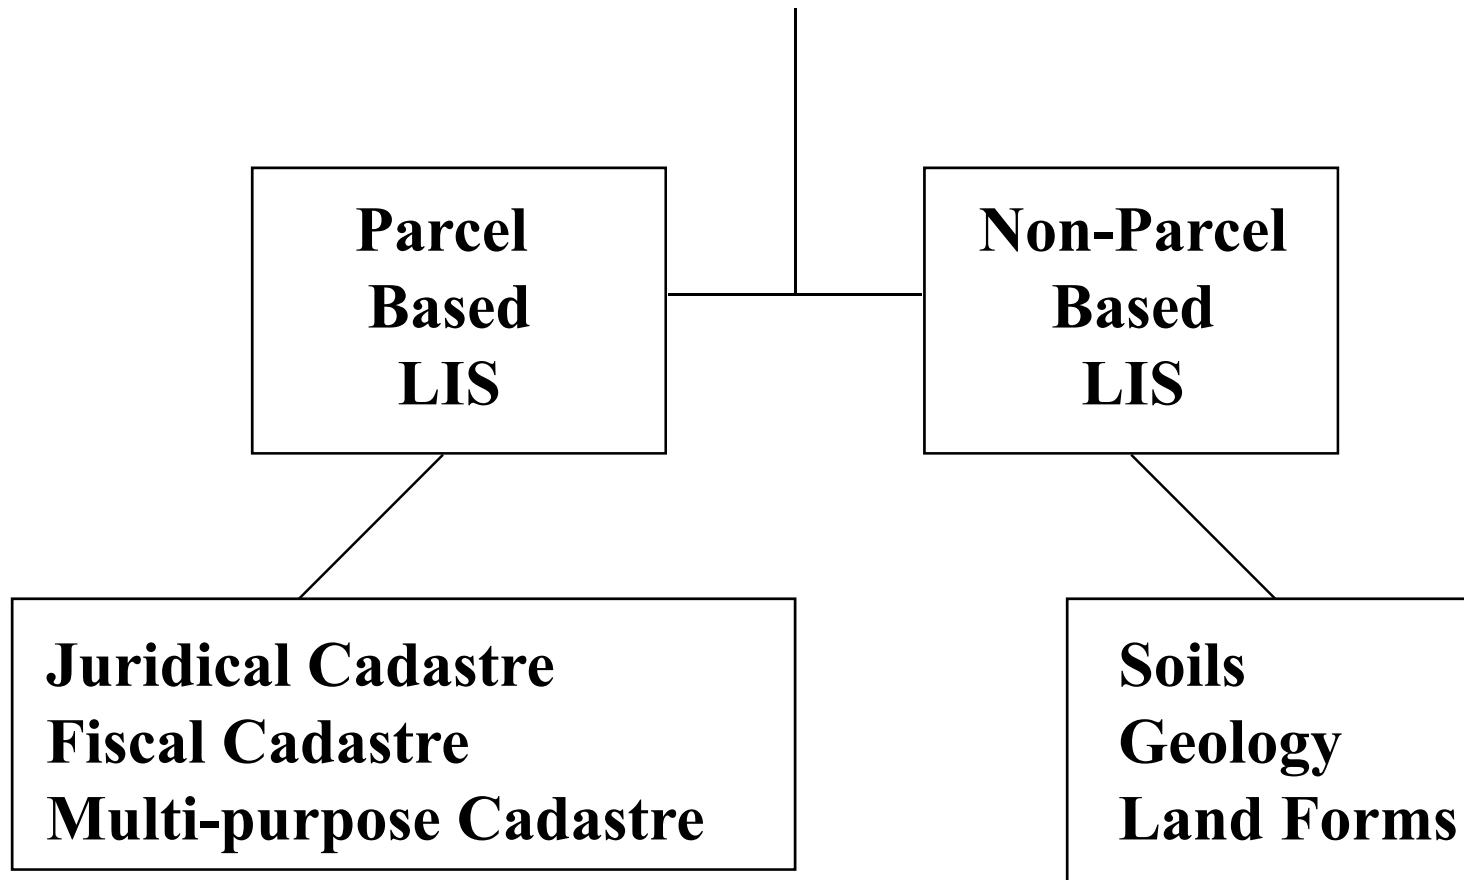 Parcel
Based
LIS
Non-Parcel
Based
LIS
Juridical Cadastre
Fiscal Cadastre
Multi-purpose Cadastre
Soils
Geology
Land Forms